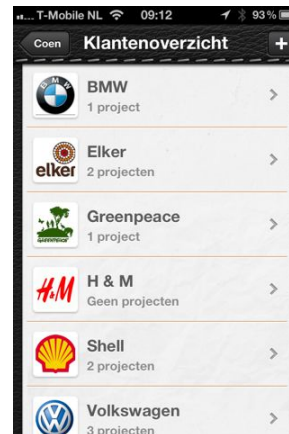 T-Mobile NL 09:12 93%
Coen Klantenoverzicht +
BMW
1 project
elker
Elker
2 projecten
GREENPEACE
Greenpeace
1 project
H&M
H & M
Geen projecten
Shell
2 projecten
Volkswagen
3 projecten